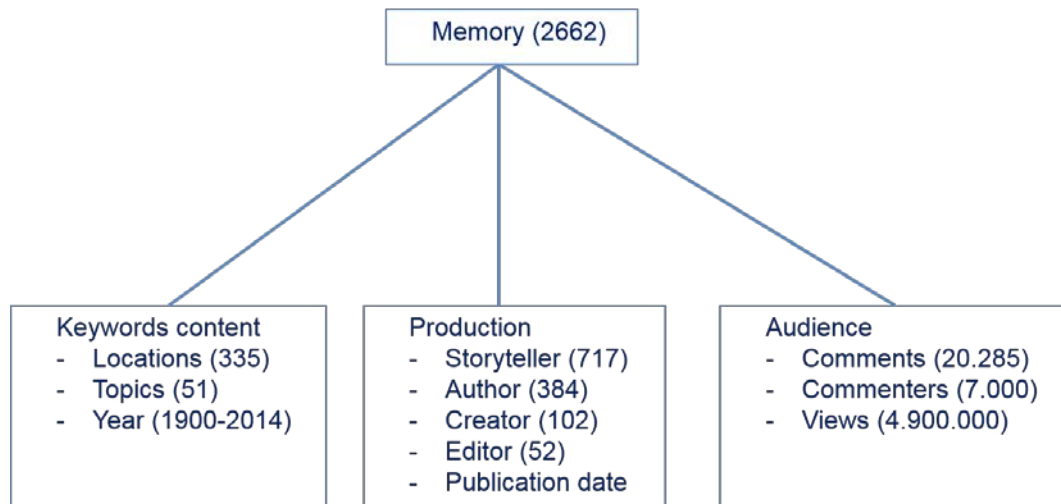 Memory (2662)
Keywords content
- Locations (335)
- Topics (51)
- Year (1900-2014)
Production
- Storyteller (717)
- Author (384)
- Creator (102)
- Editor (52)
- Publication date
Audience
- Comments (20.285)
- Commenters (7.000)
- Views (4.900.000)